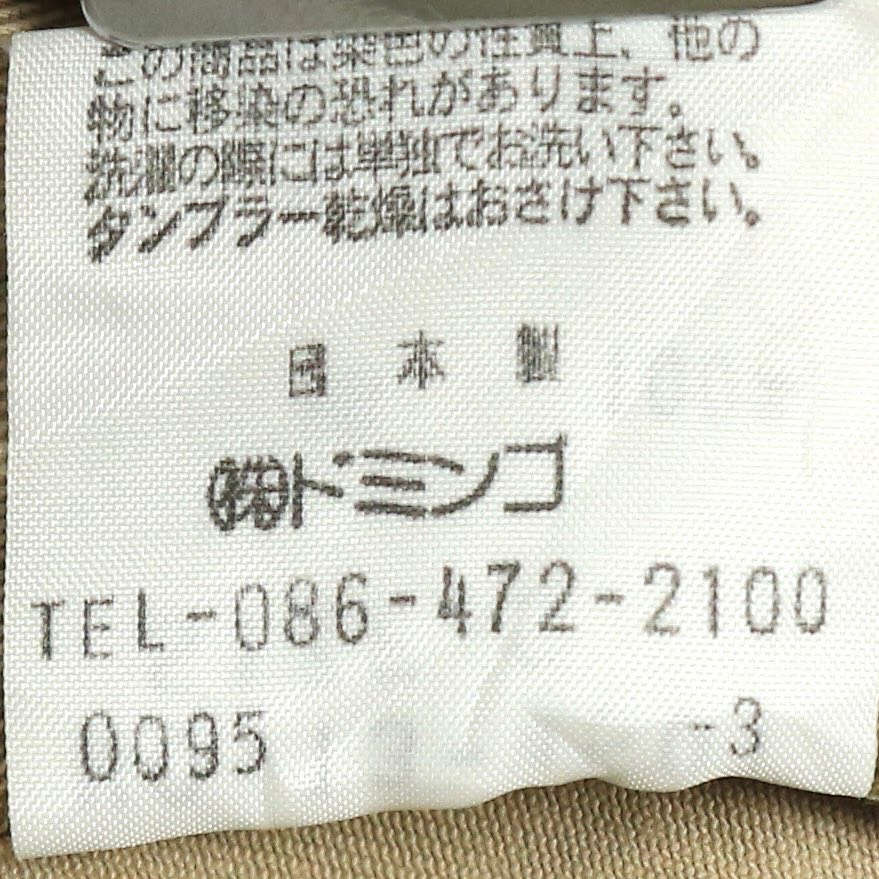 この商品は染色の性質上、他の
物に移染の恐れがあります。
洗濯の際には単独でお洗い下さい。
タンブラー乾燥はおさけ下さい。
日本製
㈱ドミンゴ
TEL-086-472-2100
0095 -3